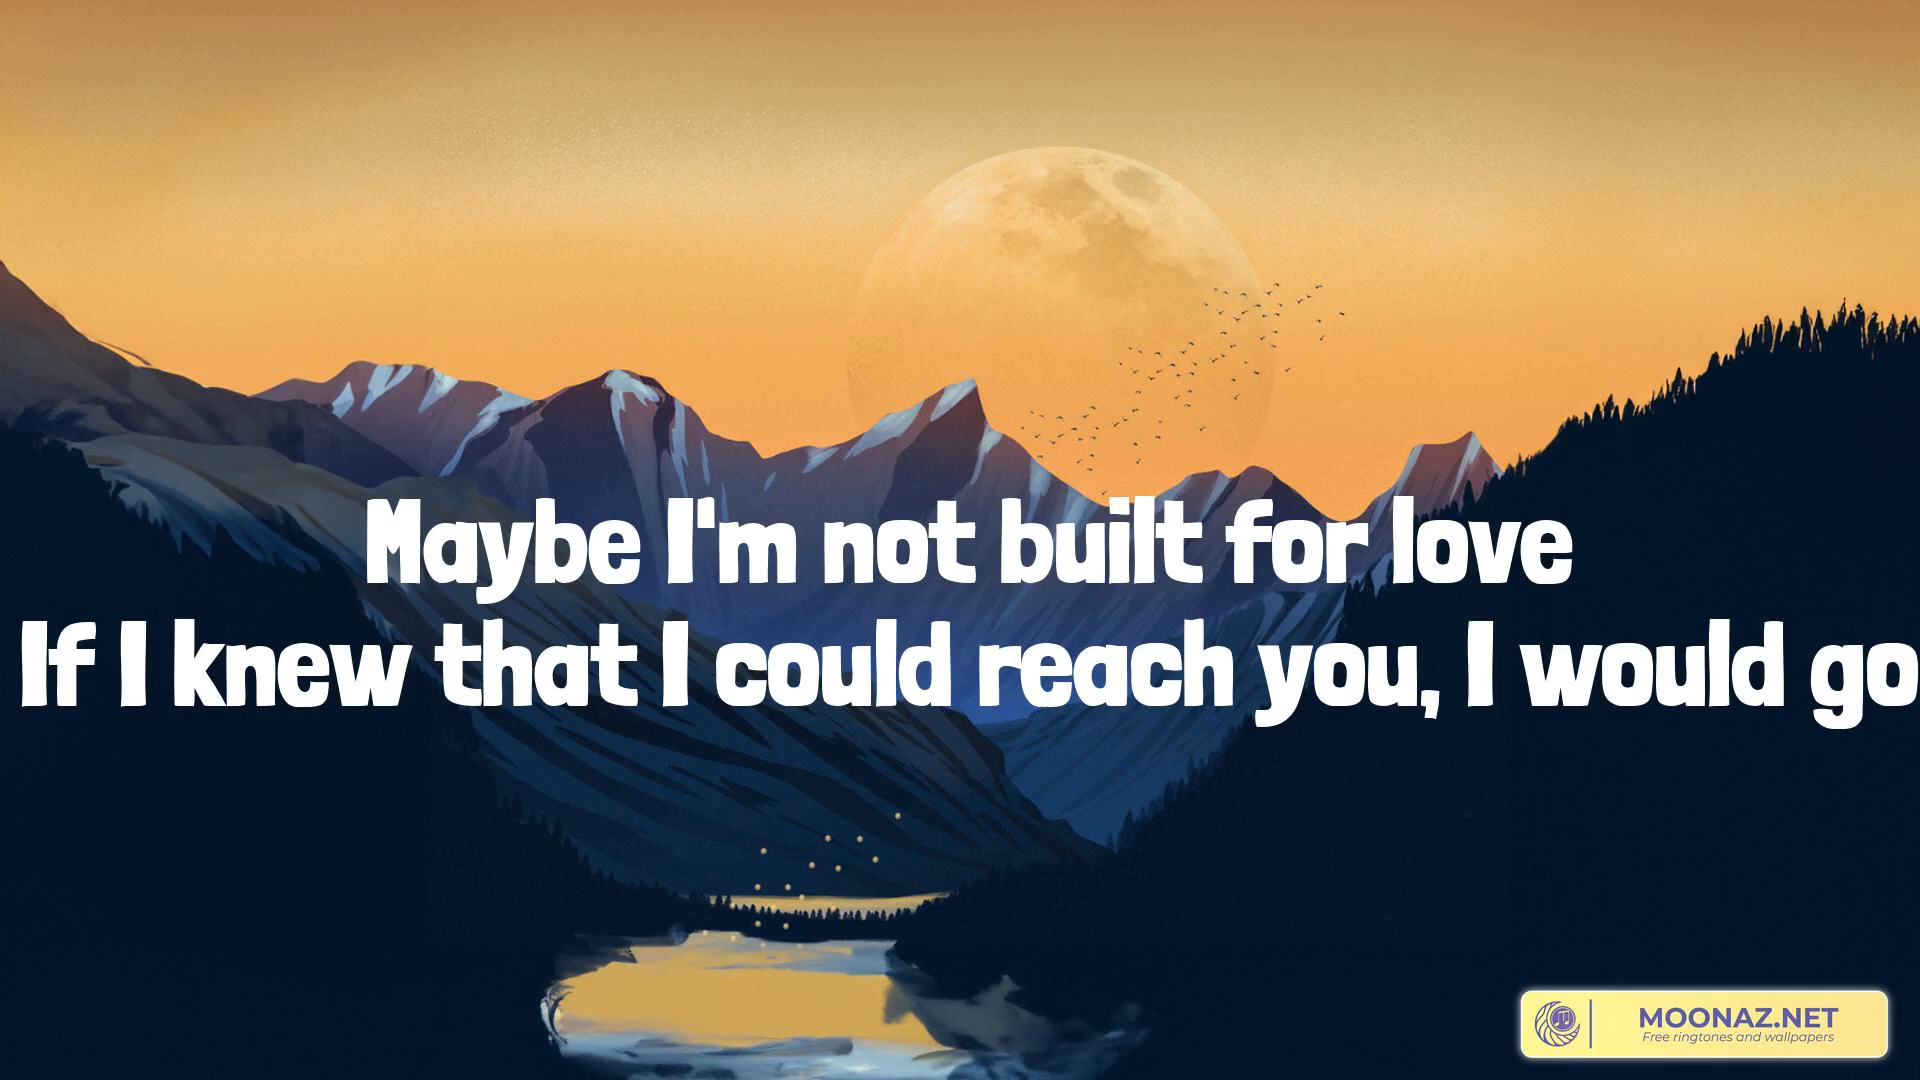 Maybe I'm not built for love
If I knew that I could reach you, I would go
MOONAZ.NET
Free ringtones and wallpapers